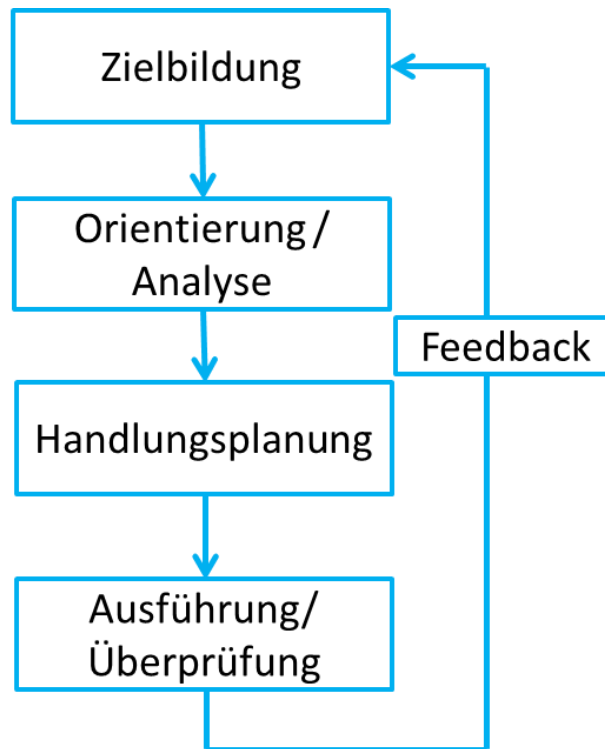 Zielbildung
Orientierung/
Analyse
Feedback
Handlungsplanung
Ausführung/
Überprüfung